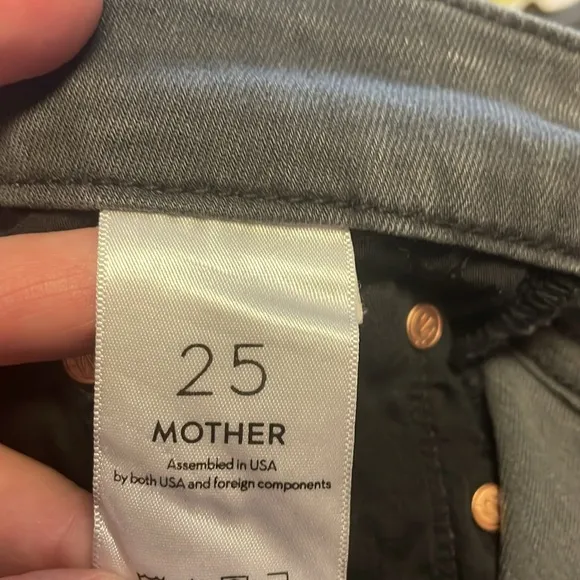 25
MOTHER
Assembled in USA
by both USA and foreign components